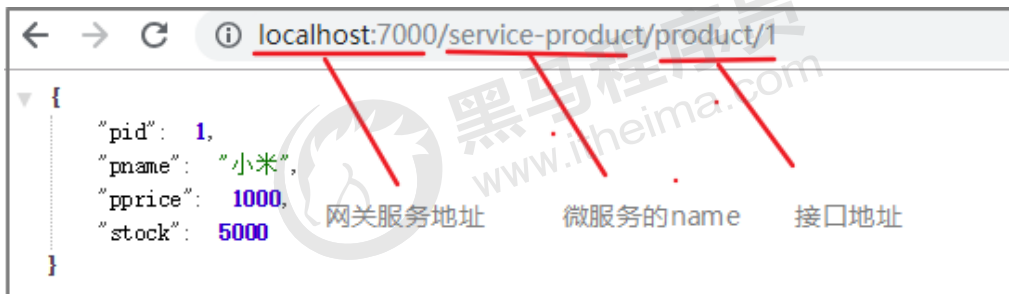 localhost:7000/service-product/product/1
{
"pid": 1,
"pname": "小米",
"pprice": 1000,
"stock": 5000
}
网关服务地址 微服务的name 接口地址
黑马程序员
www.itheima.com